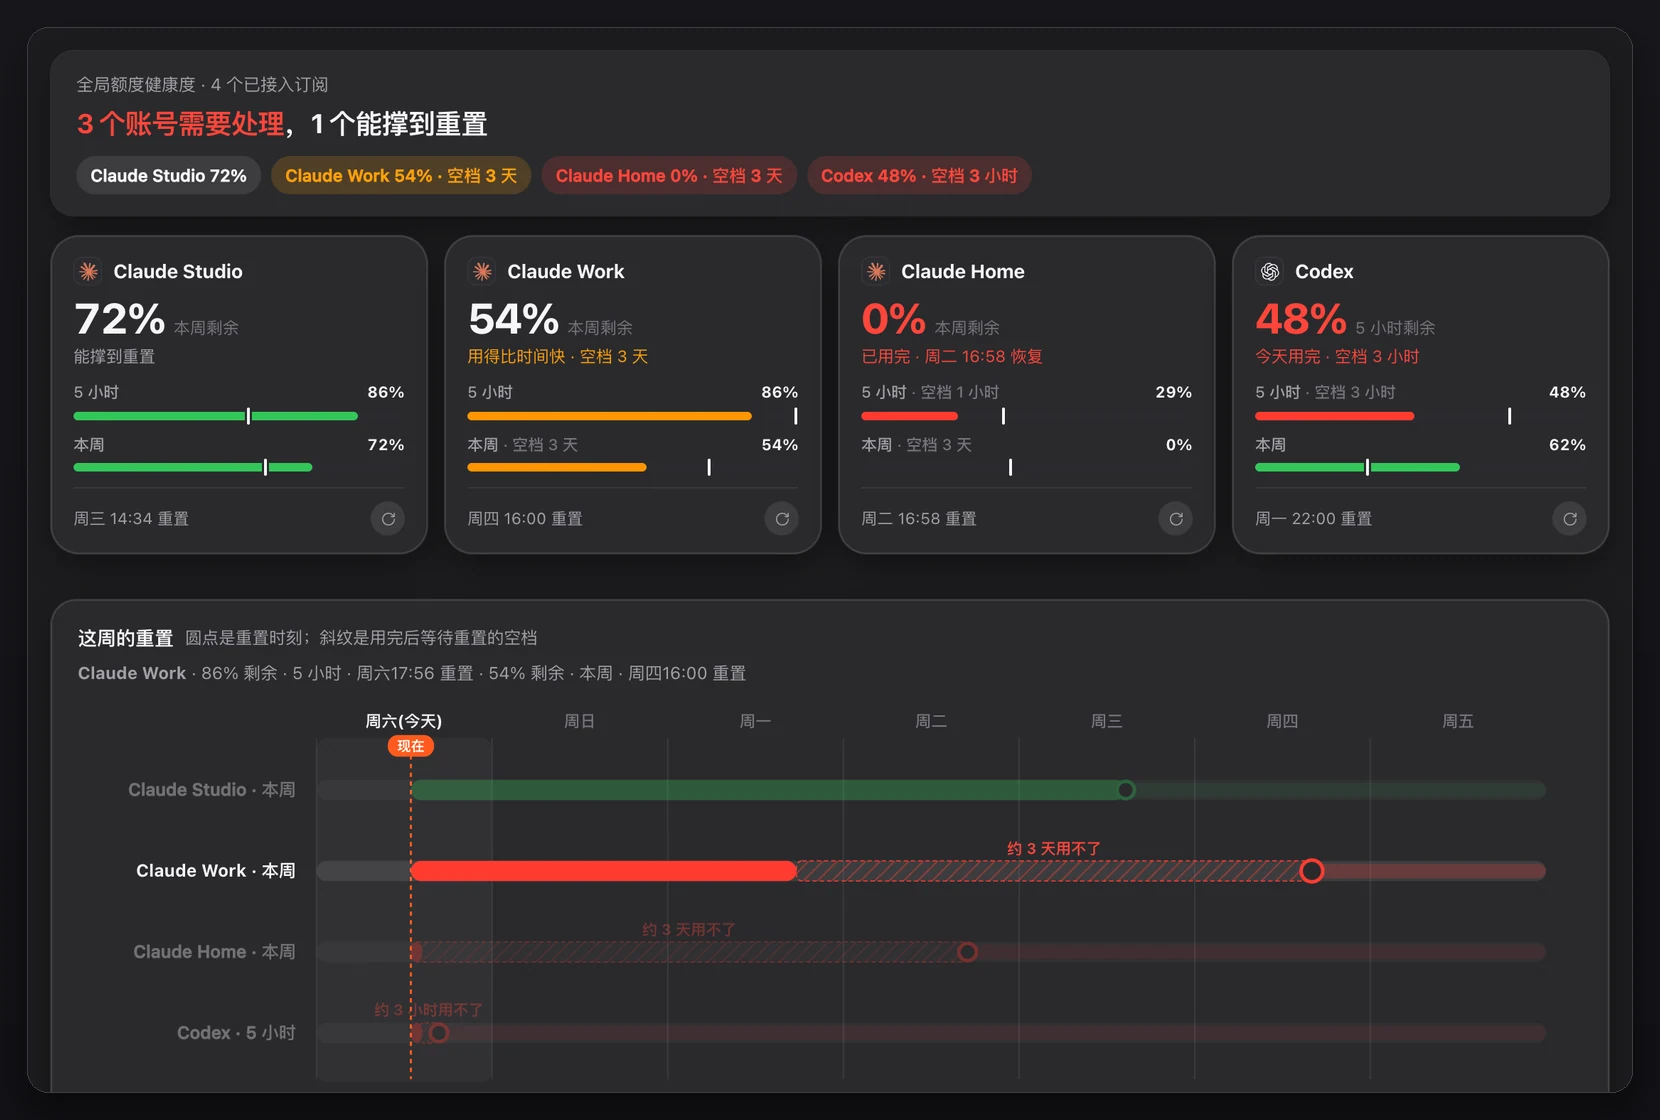 全局额度健康度 · 4 个已接入订阅
3 个账号需要处理，1 个能撑到重置
Claude Studio 72%
Claude Work 54% · 空档 3 天
Claude Home 0% · 空档 3 天
Codex 48% · 空档 3 小时
Claude Studio
72% 本周剩余
能撑到重置
5 小时 86%
本周 72%
周三 14:34 重置
Claude Work
54% 本周剩余
用得比时间快 · 空档 3 天
5 小时 86%
本周 · 空档 3 天 54%
周四 16:00 重置
Claude Home
0% 本周剩余
已用完 · 周二 16:58 恢复
5 小时 · 空档 1 小时 29%
本周 · 空档 3 天 0%
周二 16:58 重置
Codex
48% 5 小时剩余
今天用完 · 空档 3 小时
5 小时 · 空档 3 小时 48%
本周 62%
周一 22:00 重置
这周的重置 圆点是重置时刻；斜纹是用完后等待重置的空档
Claude Work · 86% 剩余 · 5 小时 · 周六17:56 重置 · 54% 剩余 · 本周 · 周四16:00 重置
周六(今天) 周日 周一 周二 周三 周四 周五
现在
Claude Studio · 本周
约 3 天用不了
Claude Work · 本周
约 3 天用不了
Claude Home · 本周
约 3 小时用不了
Codex · 5 小时